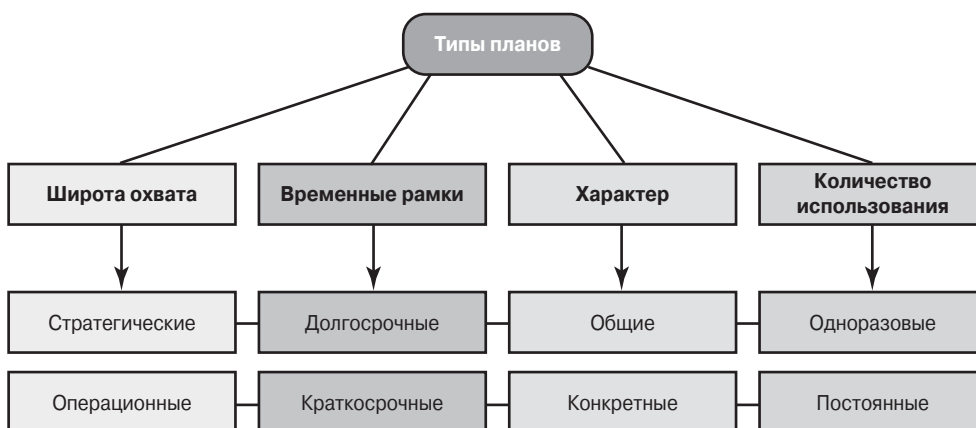 Типы планов
Широта охвата
Временные рамки
Характер
Количество
использования
Стратегические
Долгосрочные
Общие
Одноразовые
Операционные
Краткосрочные
Конкретные
Постоянные